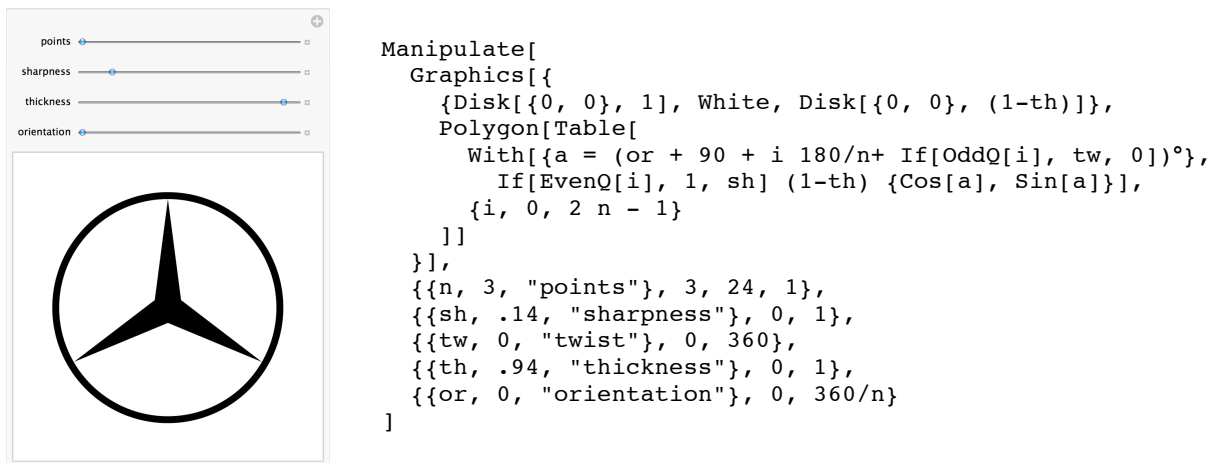 points
sharpness
thickness
orientation
Manipulate[
Graphics[{
{Disk[{0, 0}, 1], White, Disk[{0, 0}, (1-th)]},
Polygon[Table[
With[{a = (or + 90 + i 180/n+ If[OddQ[i], tw, 0])°},
If[EvenQ[i], 1, sh] (1-th) {Cos[a], Sin[a]}],
{i, 0, 2 n - 1}
]]
}],
{{n, 3, "points"}, 3, 24, 1},
{{sh, .14, "sharpness"}, 0, 1},
{{tw, 0, "twist"}, 0, 360},
{{th, .94, "thickness"}, 0, 1},
{{or, 0, "orientation"}, 0, 360/n}
]